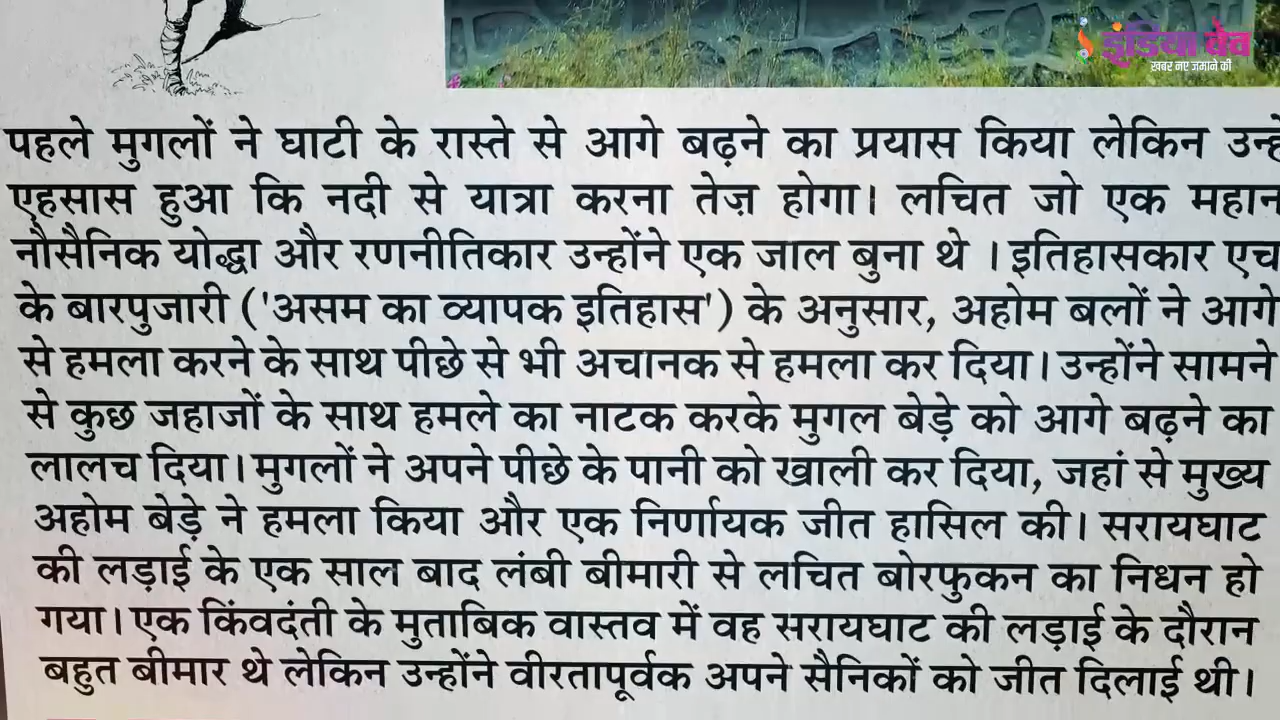 इंडिया वेव
ख़बर नए ज़माने की
पहले मुगलों ने घाटी के रास्ते से आगे बढ़ने का प्रयास किया लेकिन उन्हें
एहसास हुआ कि नदी से यात्रा करना तेज़ होगा। लचित जो एक महान
नौसैनिक योद्धा और रणनीतिकार उन्होंने एक जाल बुना थे । इतिहासकार एच
के बारपुजारी ('असम का व्यापक इतिहास') के अनुसार, अहोम बलों ने आगे
से हमला करने के साथ पीछे से भी अचानक से हमला कर दिया। उन्होंने सामने
से कुछ जहाजों के साथ हमले का नाटक करके मुगल बेड़े को आगे बढ़ने का
लालच दिया। मुगलों ने अपने पीछे के पानी को खाली कर दिया, जहां से मुख्य
अहोम बेड़े ने हमला किया और एक निर्णायक जीत हासिल की। सरायघाट
की लड़ाई के एक साल बाद लंबी बीमारी से लचित बोरफुकन का निधन हो
गया। एक किंवदंती के मुताबिक वास्तव में वह सरायघाट की लड़ाई के दौरान
बहुत बीमार थे लेकिन उन्होंने वीरतापूर्वक अपने सैनिकों को जीत दिलाई थी।